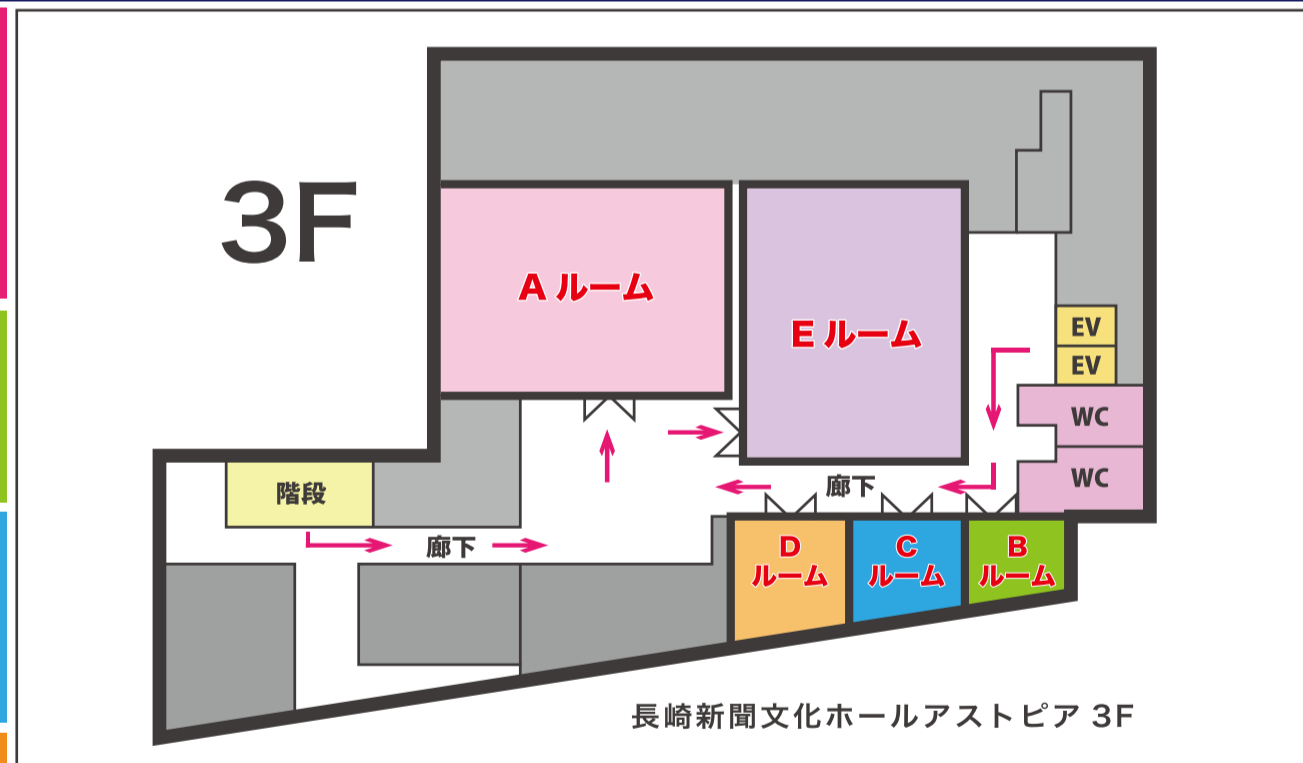 3F
A ルーム
E ルーム
EV
EV
WC
WC
階段
廊下
廊下
D
ルーム
C
ルーム
B
ルーム
長崎新聞文化ホールアストピア 3F